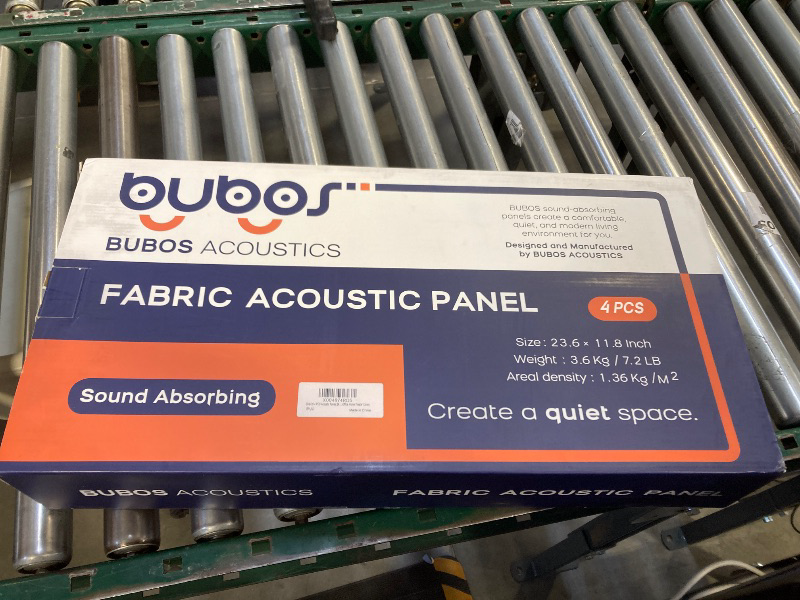 bubos
BUBOS ACOUSTICS
BUBOS sound-absorbing
panels create a comfortable,
quiet, and modern living
environment for you.
Designed and Manufactured
by BUBOS ACOUSTICS
FABRIC ACOUSTIC PANEL
4 PCS
Size: 23.6 × 11.8 Inch
Weight: 3.6 Kg / 7.2 LB
Areal density: 1.36 Kg/M²
Sound Absorbing
Create a quiet space.
BUBOS ACOUSTICS
FABRIC ACOUSTIC PANEL